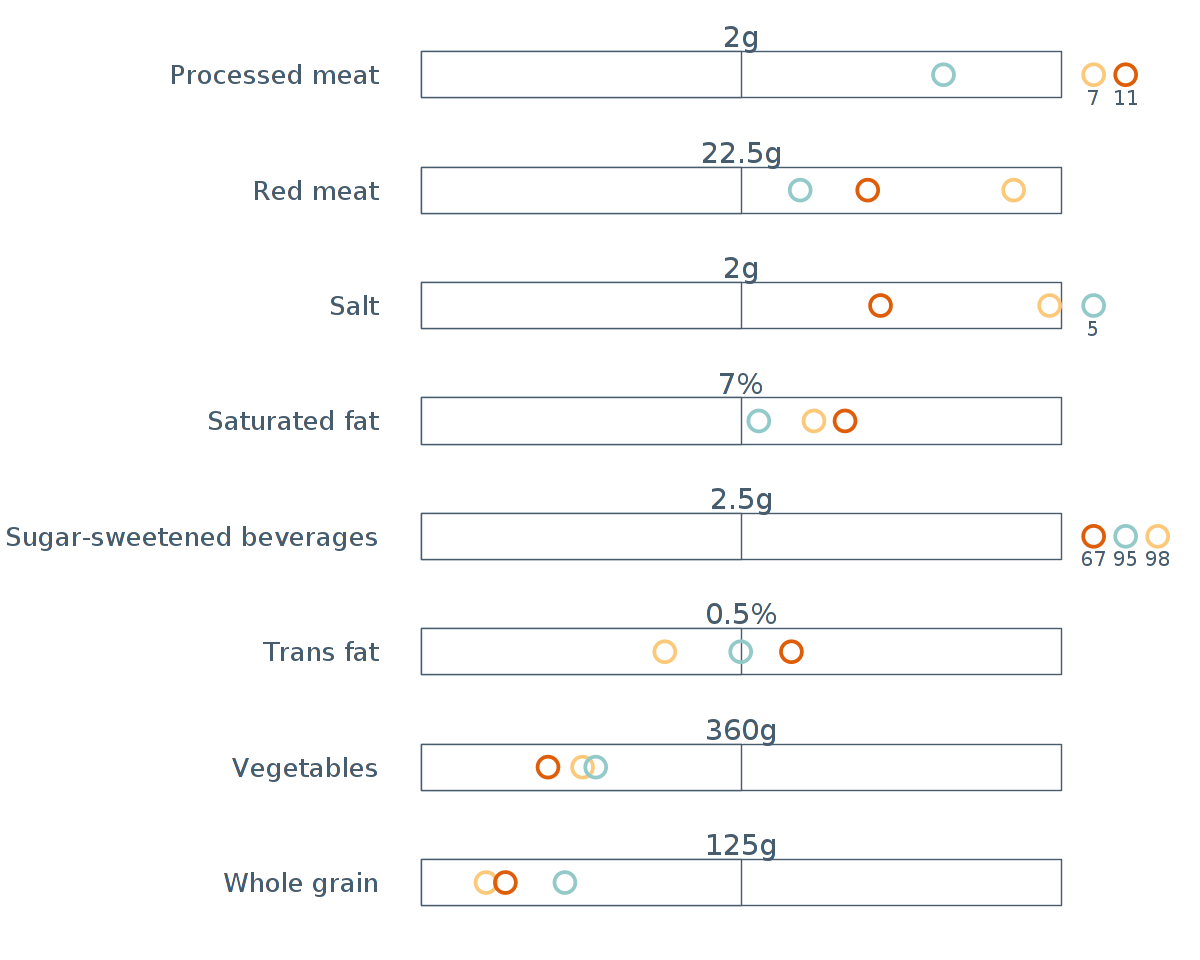 2g
Processed meat
7 11
22.5g
Red meat
2g
Salt
5
7%
Saturated fat
2.5g
Sugar-sweetened beverages
67 95 98
0.5%
Trans fat
360g
Vegetables
125g
Whole grain